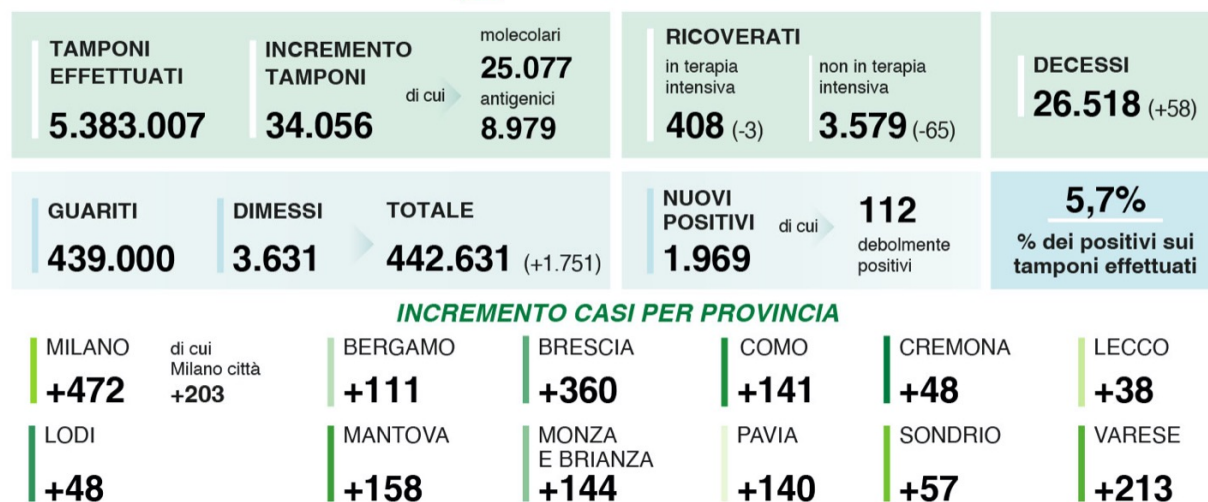 TAMPONI
EFFETTUATI
5.383.007
INCREMENTO
TAMPONI
34.056
di cui
molecolari
25.077
antigenici
8.979
RICOVERATI
in terapia
intensiva
408 (-3)
non in terapia
intensiva
3.579 (-65)
DECESSI
26.518 (+58)
GUARITI
439.000
DIMESSI
3.631
TOTALE
442.631 (+1.751)
NUOVI
POSITIVI
1.969
di cui
112
debolmente
positivi
5,7%
% dei positivi sui
tamponi effettuati
INCREMENTO CASI PER PROVINCIA
MILANO
+472
di cui
Milano città
+203
BERGAMO
+111
BRESCIA
+360
COMO
+141
CREMONA
+48
LECCO
+38
LODI
+48
MANTOVA
+158
MONZA
E BRIANZA
+144
PAVIA
+140
SONDRIO
+57
VARESE
+213